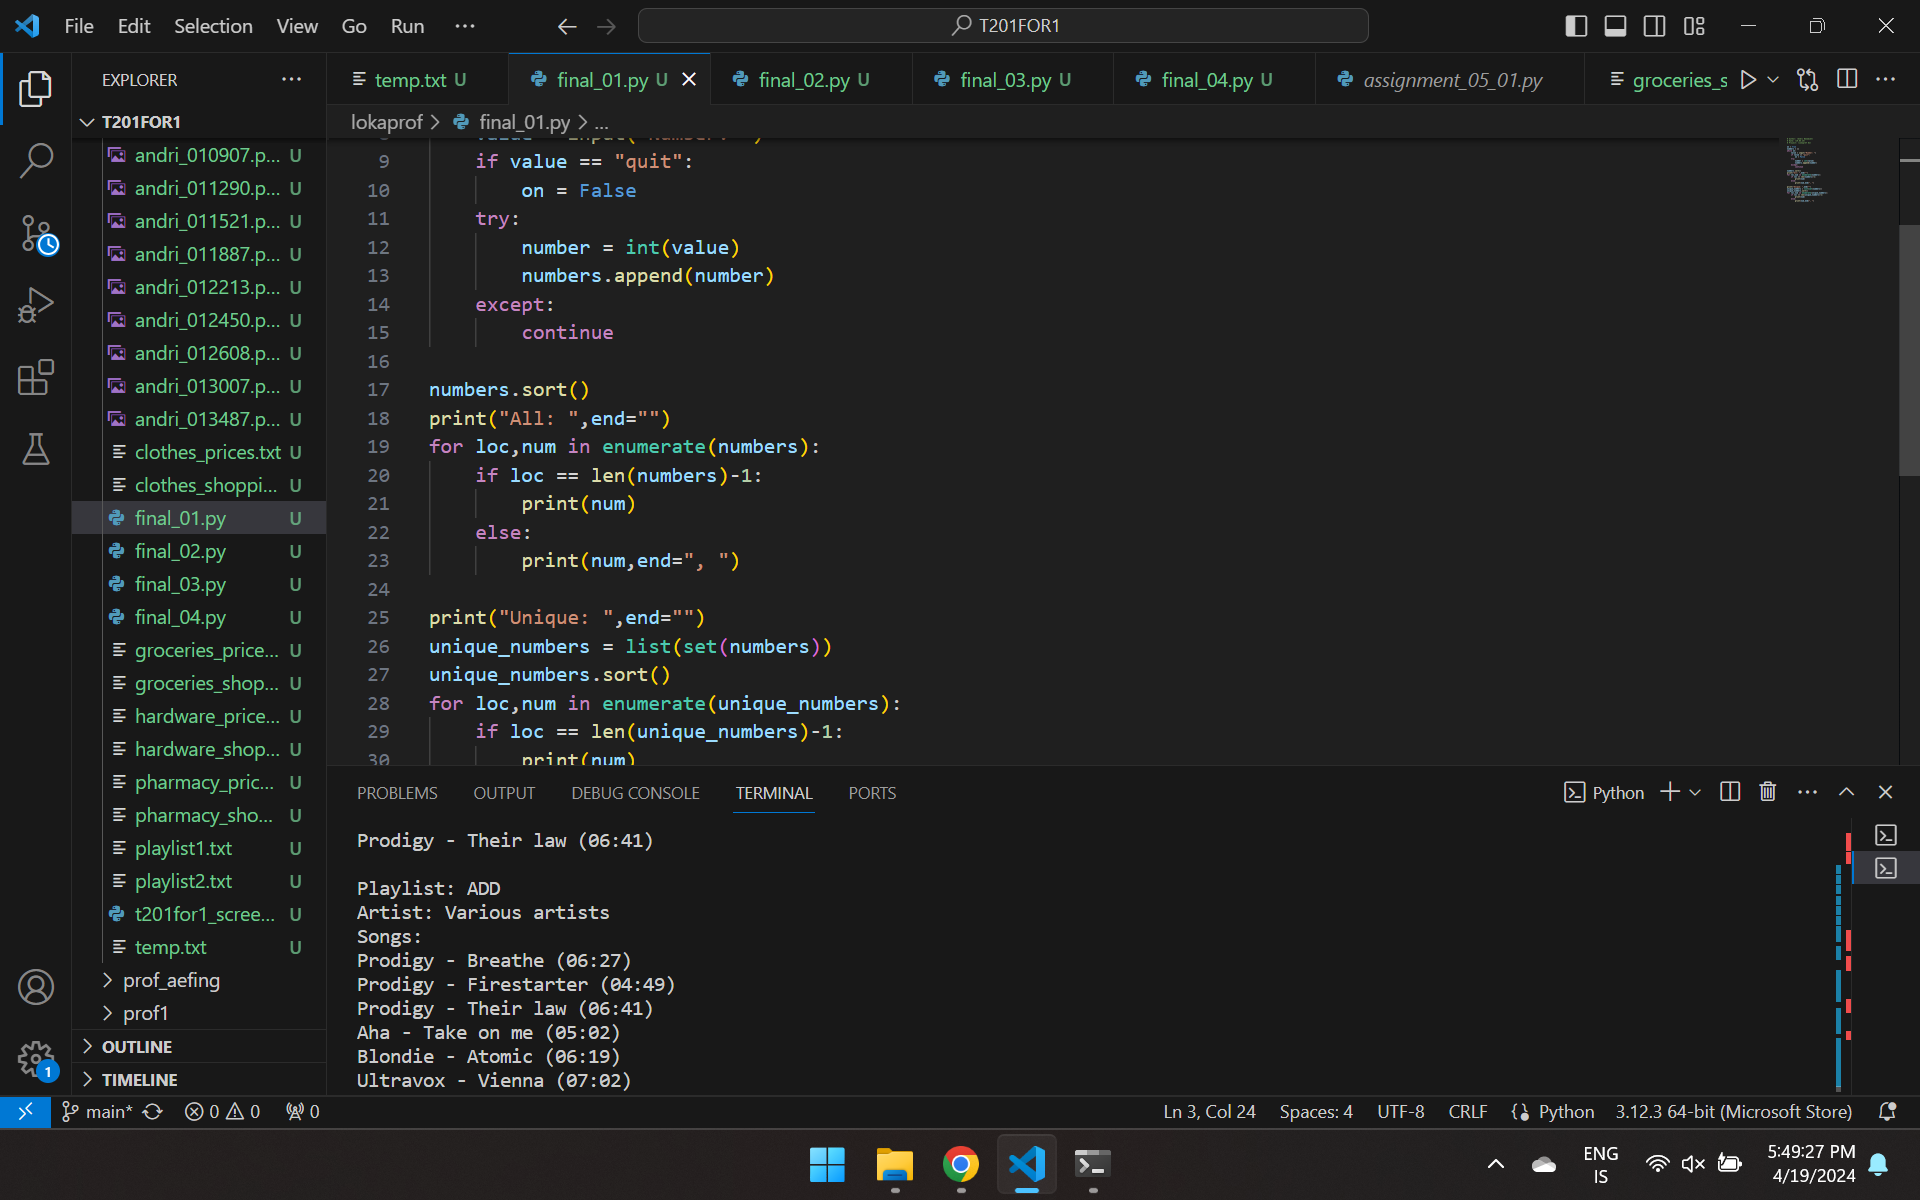 File Edit Selection View Go Run ...
T201FOR1
EXPLORER
temp.txt U
final_01.py U
final_02.py U
final_03.py U
final_04.py U
assignment_05_01.py
groceries_s
T201FOR1
lokaprof > final_01.py > ...
andri_010907.p... U
andri_011290.p... U
andri_011521.p... U
andri_011887.p... U
andri_012213.p... U
andri_012450.p... U
andri_012608.p... U
andri_013007.p... U
andri_013487.p... U
clothes_prices.txt U
clothes_shoppi... U
final_01.py U
final_02.py U
final_03.py U
final_04.py U
groceries_price... U
groceries_shop... U
hardware_price... U
hardware_shop... U
pharmacy_pric... U
pharmacy_sho... U
playlist1.txt U
playlist2.txt U
t201for1_scree... U
temp.txt U
prof_aefing
prof1
OUTLINE
TIMELINE
9 if value == "quit":
10 on = False
11 try:
12 number = int(value)
13 numbers.append(number)
14 except:
15 continue
16
17 numbers.sort()
18 print("All: ",end="")
19 for loc,num in enumerate(numbers):
20 if loc == len(numbers)-1:
21 print(num)
22 else:
23 print(num,end=", ")
24
25 print("Unique: ",end="")
26 unique_numbers = list(set(numbers))
27 unique_numbers.sort()
28 for loc,num in enumerate(unique_numbers):
29 if loc == len(unique_numbers)-1:
30 print(num)
PROBLEMS OUTPUT DEBUG CONSOLE TERMINAL PORTS
Python
Prodigy - Their law (06:41)
Playlist: ADD
Artist: Various artists
Songs:
Prodigy - Breathe (06:27)
Prodigy - Firestarter (04:49)
Prodigy - Their law (06:41)
Aha - Take on me (05:02)
Blondie - Atomic (06:19)
Ultravox - Vienna (07:02)
1
main* 0 0 0
Ln 3, Col 24 Spaces: 4 UTF-8 CRLF Python 3.12.3 64-bit (Microsoft Store)
ENG
IS
5:49:27 PM
4/19/2024